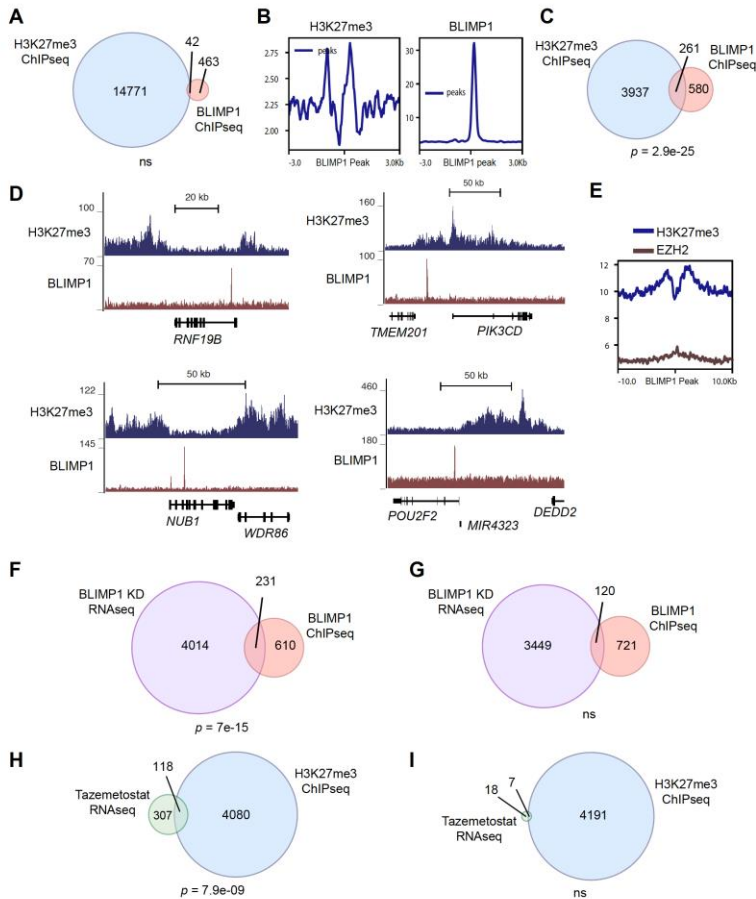 A
H3K27me3
ChIPseq
42
463
14771
BLIMP1
ChIPseq
ns
B
H3K27me3
BLIMP1
peaks
2.75
2.50
2.25
2.00
-3.0
BLIMP1 Peak
3.0Kb
peaks
30
20
10
-3.0
BLIMP1 peak
3.0Kb
C
H3K27me3
ChIPseq
261
BLIMP1
ChIPseq
3937
580
p = 2.9e-25
D
20 kb
100
H3K27me3
70
BLIMP1
RNF19B
50 kb
160
H3K27me3
100
BLIMP1
TMEM201
PIK3CD
50 kb
122
H3K27me3
145
BLIMP1
NUB1
WDR86
50 kb
460
H3K27me3
180
BLIMP1
POU2F2
MIR4323
DEDD2
E
H3K27me3
EZH2
12
10
8
6
-10.0
BLIMP1 Peak
10.0Kb
F
BLIMP1 KD
RNAseq
231
BLIMP1
ChIPseq
4014
610
p = 7e-15
G
BLIMP1 KD
RNAseq
120
BLIMP1
ChIPseq
3449
721
ns
H
118
Tazemetostat
RNAseq
H3K27me3
ChIPseq
307
4080
p = 7.9e-09
I
7
18
Tazemetostat
RNAseq
H3K27me3
ChIPseq
4191
ns